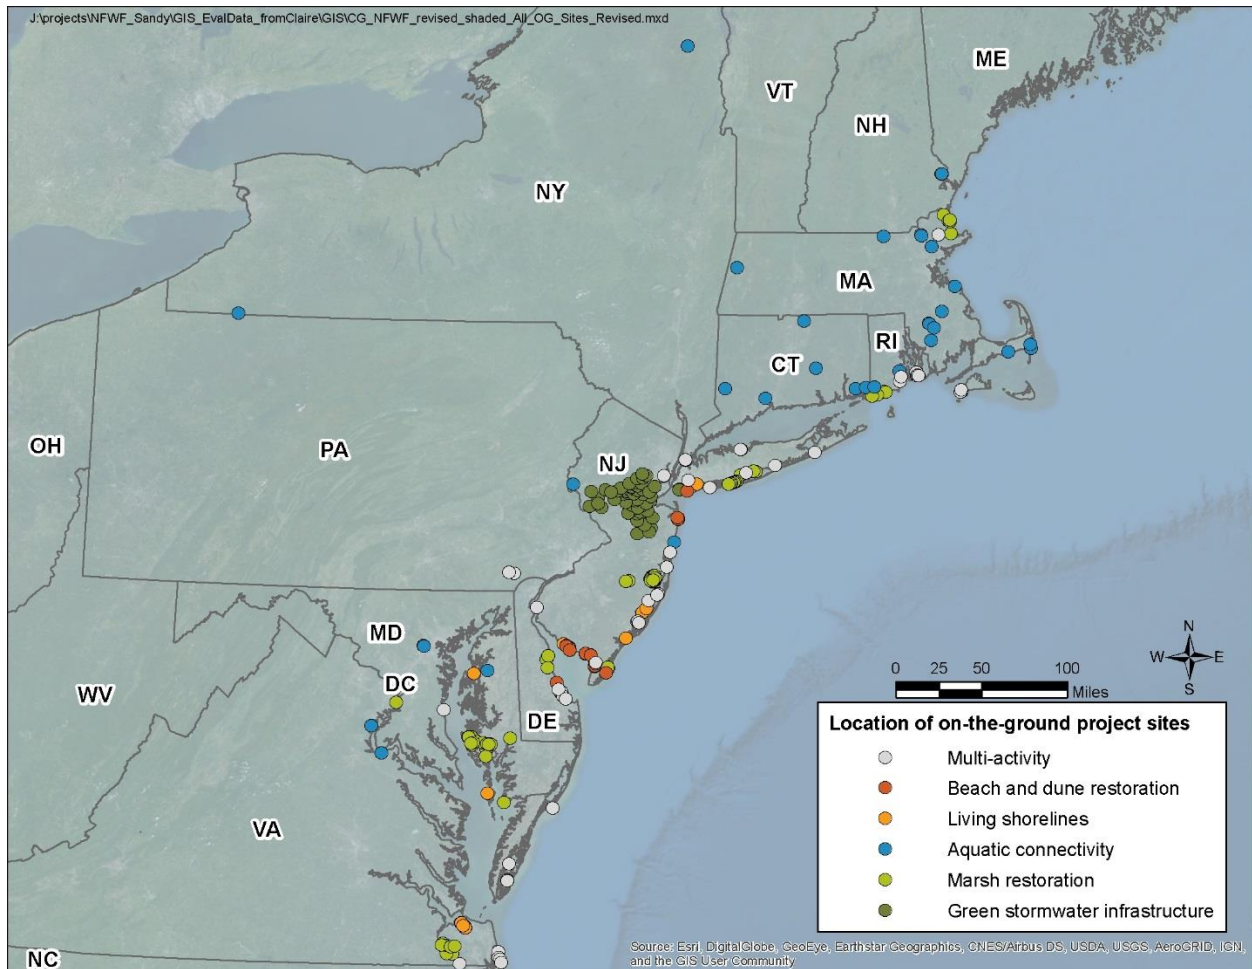 J:\projects\NFWF_Sandy\GIS_EvalData_fromClaire\GIS\CG_NFWF_revised_shaded_All_OG_Sites_Revised.mxd
ME
VT
NH
NY
MA
RI
CT
OH
PA
NJ
MD
DC
WV
DE
VA
NC
N
W E
S
0 25 50 100
Miles
Location of on-the-ground project sites
Multi-activity
Beach and dune restoration
Living shorelines
Aquatic connectivity
Marsh restoration
Green stormwater infrastructure
Source: Esri, DigitalGlobe, GeoEye, Earthstar Geographics, CNES/Airbus DS, USDA, USGS, AeroGRID, IGN,
and the GIS User Community